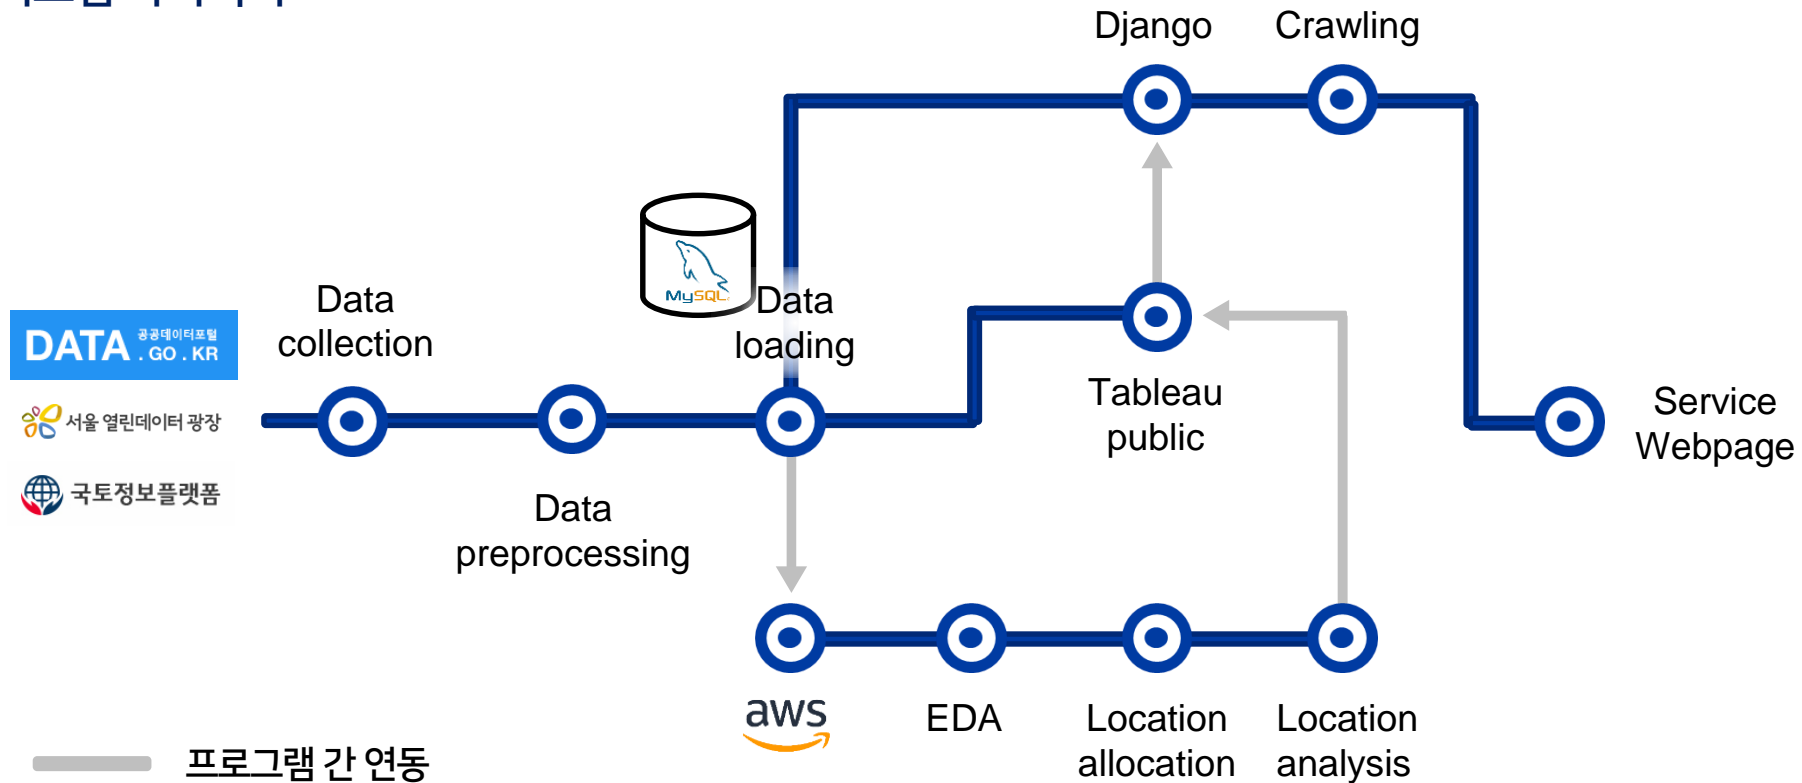 Django
Crawling
MySQL
Data
loading
Data
collection
DATA 공공데이터포털
. GO . KR
서울 열린데이터 광장
국토정보플랫폼
Tableau
public
Service
Webpage
Data
preprocessing
aws
EDA
Location
allocation
Location
analysis
프로그램 간 연동